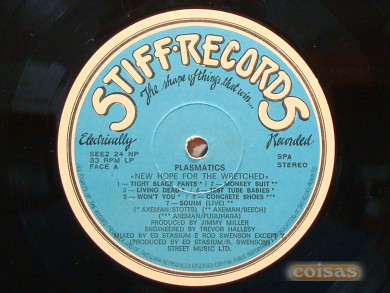 STIFF·RECORDS
The shape of things that win...
Electrically
Recorded
SEEZ 24 NP
33 RPM LP
FACE A
SPA
STEREO
PLASMATICS
«NEW HOPE FOR THE WRETCHED»
1 — TIGHT BLACK PANTS * / 2 — MONKEY SUIT **
3 — LIVING DEAD * / 4 — TEST TUBE BABIES *
5 — WON'T YOU * / 6 — CONCRETE SHOES ***
7 — SQUIM (LIVE) **
(* AXEMAN/STOTTS) (** AXEMAN/BEECH)
(*** AXEMAN/FUNUHARA)
PRODUCED BY JIMMY MILLER
ENGINEERED BY TREVOR HALLESY
MIXED BY ED STASIUM & ROD SWENSON EXCEPT 7
(PRODUCED BY ED STASIUM/R. SWENSON)
STREET MUSIC LTD.
coisas